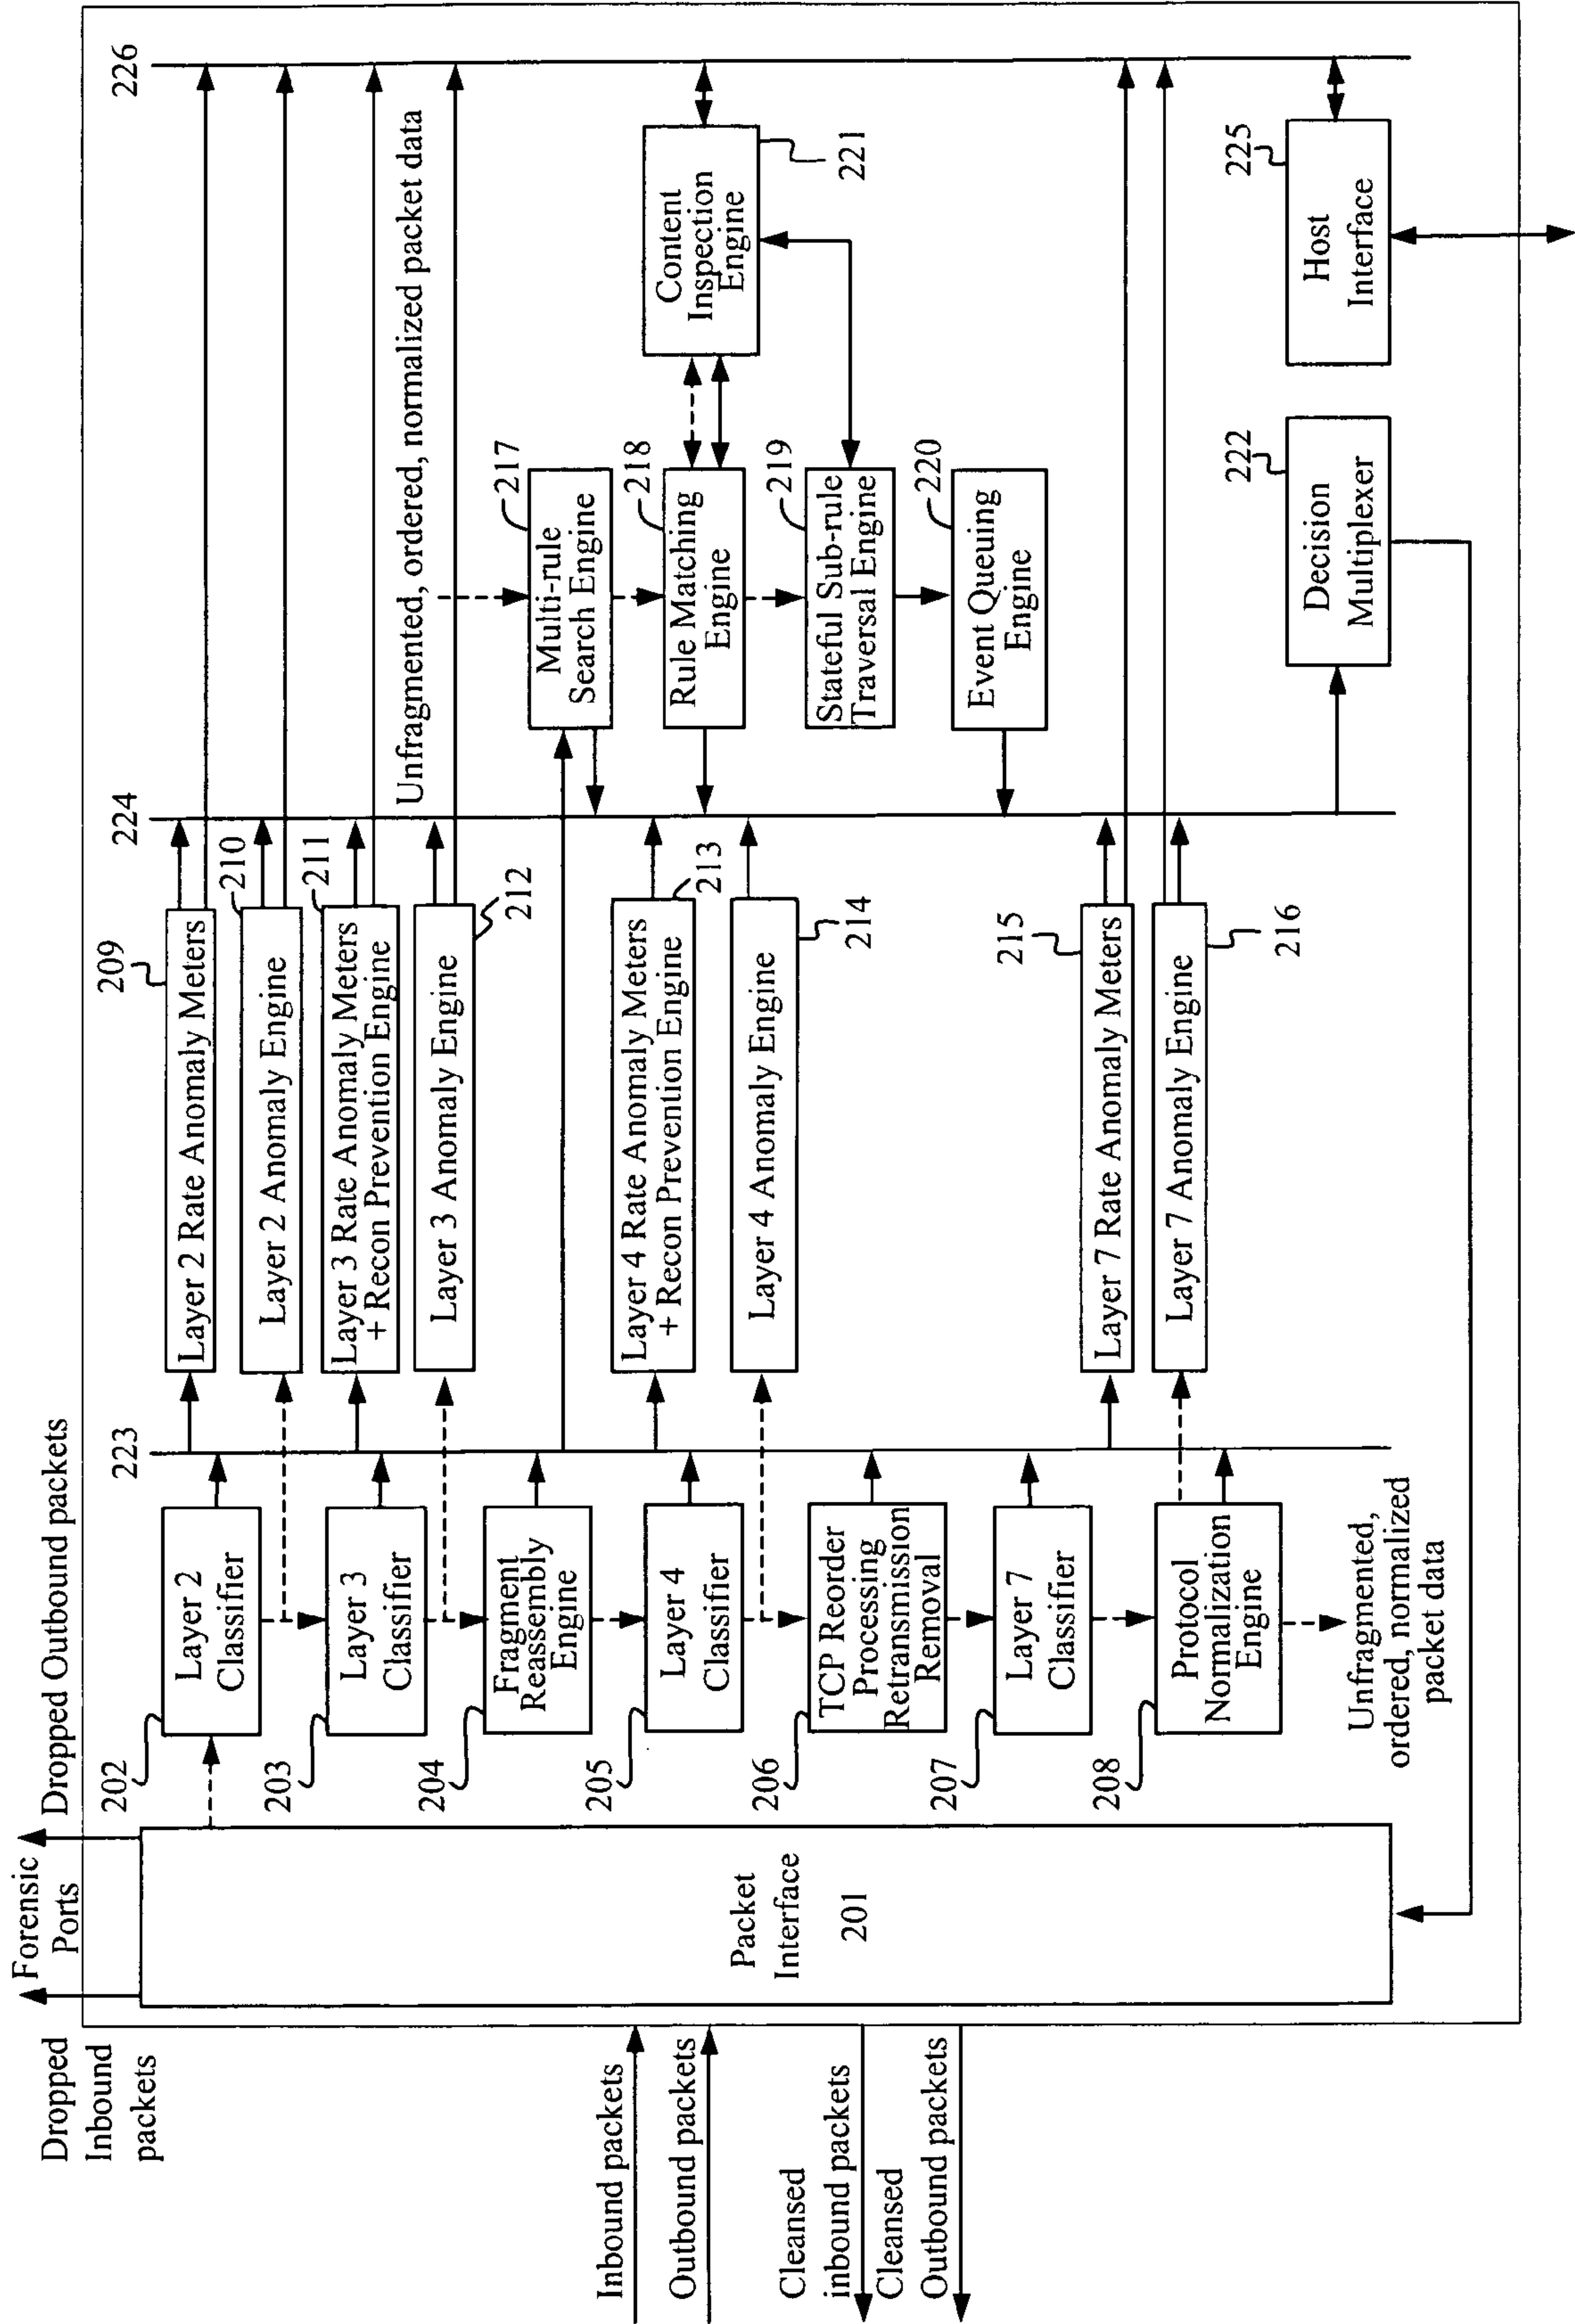 Forensic
Ports
Dropped Outbound packets
Dropped
Inbound
packets
Inbound packets
Outbound packets
Cleansed
inbound packets
Cleansed
Outbound packets
Packet
Interface
201
202
Layer 2
Classifier
203
Layer 3
Classifier
204
Fragment
Reassembly
Engine
205
Layer 4
Classifier
206
TCP Reorder
Processing
Retransmission
Removal
207
Layer 7
Classifier
208
Protocol
Normalization
Engine
Unfragmented,
ordered, normalized
packet data
223
209
Layer 2 Rate Anomaly Meters
210
Layer 2 Anomaly Engine
211
Layer 3 Rate Anomaly Meters
+ Recon Prevention Engine
212
Layer 3 Anomaly Engine
213
Layer 4 Rate Anomaly Meters
+ Recon Prevention Engine
214
Layer 4 Anomaly Engine
215
Layer 7 Rate Anomaly Meters
216
Layer 7 Anomaly Engine
224
Unfragmented, ordered, normalized packet data
217
Multi-rule
Search Engine
218
Rule Matching
Engine
219
Stateful Sub-rule
Traversal Engine
220
Event Queuing
Engine
221
Content
Inspection
Engine
222
Decision
Multiplexer
225
Host
Interface
226